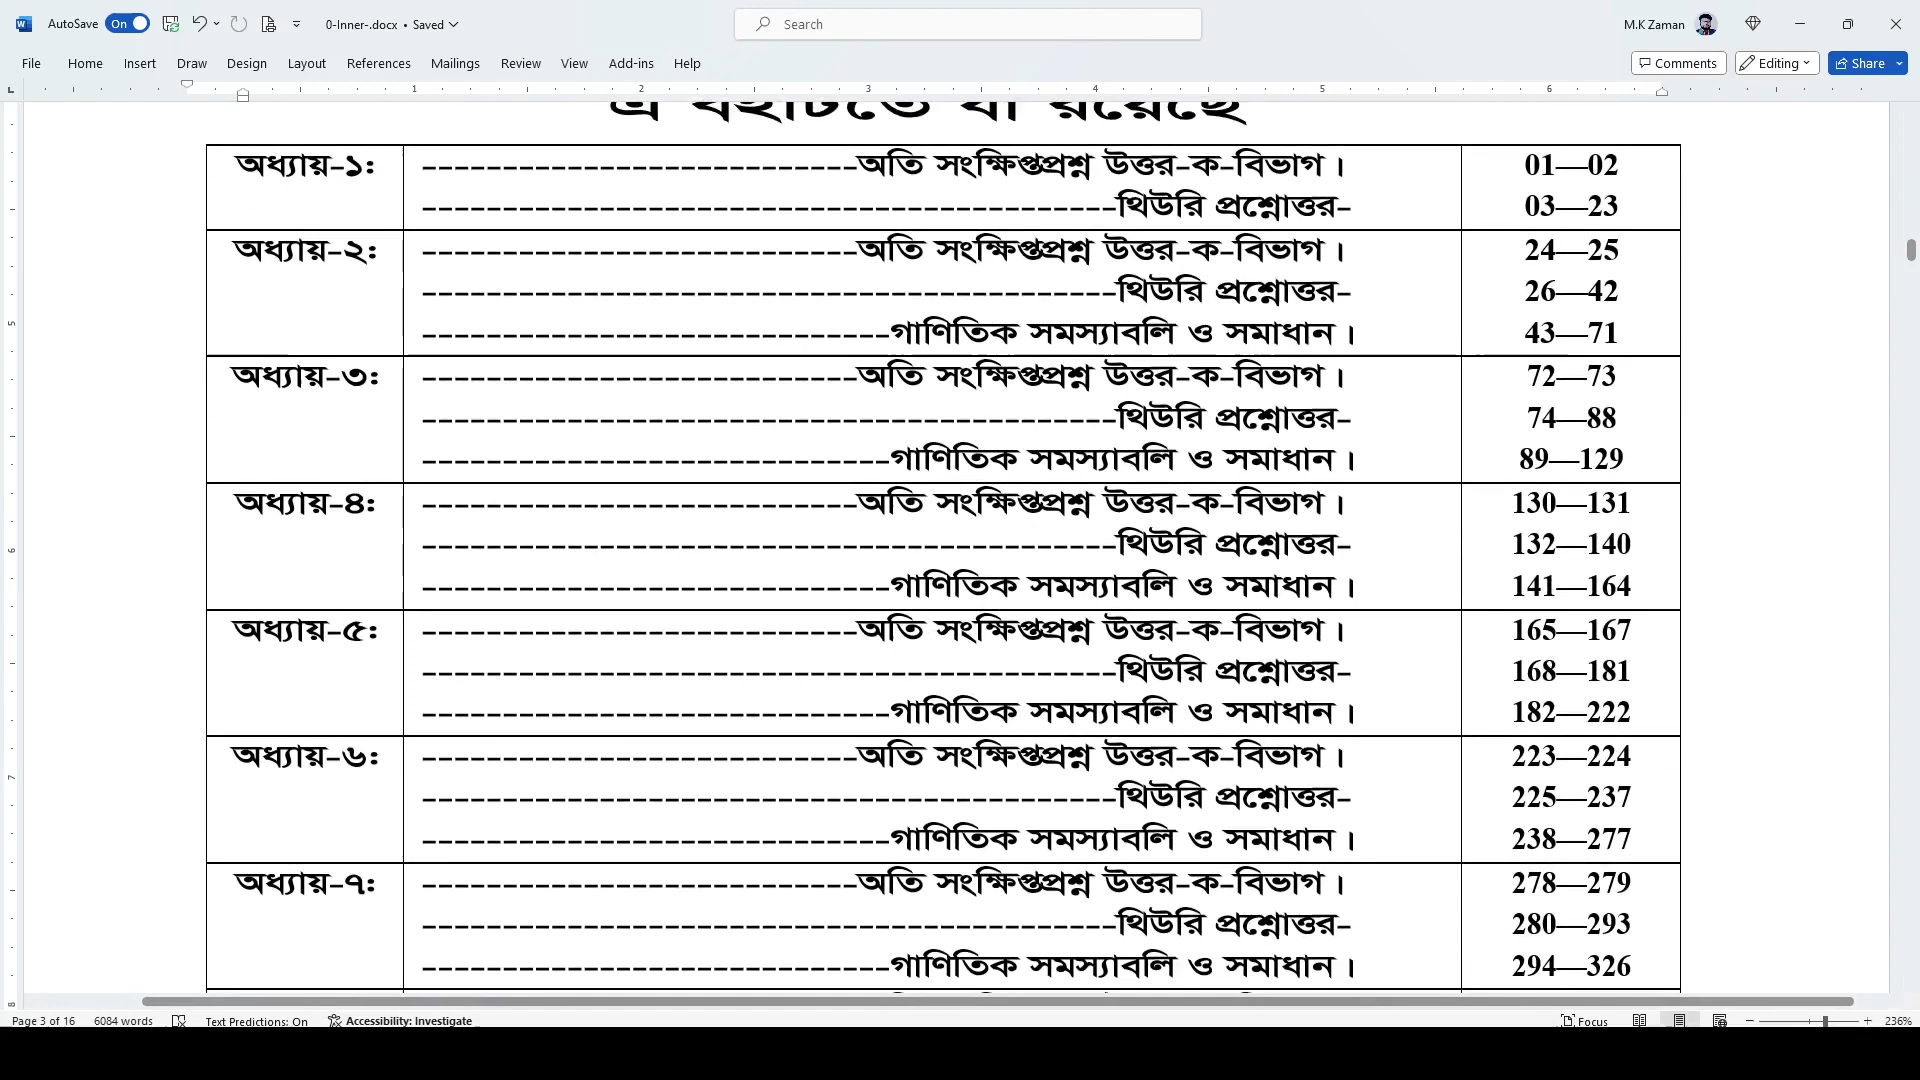 AutoSave On 0-Inner-.docx • Saved Search M.K Zaman
File Home Insert Draw Design Layout References Mailings Review View Add-ins Help Comments Editing Share
1 2 3 4 5 6
এ বইটিতে যা রয়েছে
অধ্যায়-১: ---------------------------অতি সংক্ষিপ্তপ্রশ্ন উত্তর-ক-বিভাগ। 01—02
-------------------------------------------থিউরি প্রশ্নোত্তর- 03—23
অধ্যায়-২: ---------------------------অতি সংক্ষিপ্তপ্রশ্ন উত্তর-ক-বিভাগ। 24—25
-------------------------------------------থিউরি প্রশ্নোত্তর- 26—42
-----------------------------গাণিতিক সমস্যাবলি ও সমাধান। 43—71
অধ্যায়-৩: ---------------------------অতি সংক্ষিপ্তপ্রশ্ন উত্তর-ক-বিভাগ। 72—73
-------------------------------------------থিউরি প্রশ্নোত্তর- 74—88
-----------------------------গাণিতিক সমস্যাবলি ও সমাধান। 89—129
অধ্যায়-৪: ---------------------------অতি সংক্ষিপ্তপ্রশ্ন উত্তর-ক-বিভাগ। 130—131
-------------------------------------------থিউরি প্রশ্নোত্তর- 132—140
-----------------------------গাণিতিক সমস্যাবলি ও সমাধান। 141—164
অধ্যায়-৫: ---------------------------অতি সংক্ষিপ্তপ্রশ্ন উত্তর-ক-বিভাগ। 165—167
-------------------------------------------থিউরি প্রশ্নোত্তর- 168—181
-----------------------------গাণিতিক সমস্যাবলি ও সমাধান। 182—222
অধ্যায়-৬: ---------------------------অতি সংক্ষিপ্তপ্রশ্ন উত্তর-ক-বিভাগ। 223—224
-------------------------------------------থিউরি প্রশ্নোত্তর- 225—237
-----------------------------গাণিতিক সমস্যাবলি ও সমাধান। 238—277
অধ্যায়-৭: ---------------------------অতি সংক্ষিপ্তপ্রশ্ন উত্তর-ক-বিভাগ। 278—279
-------------------------------------------থিউরি প্রশ্নোত্তর- 280—293
-----------------------------গাণিতিক সমস্যাবলি ও সমাধান। 294—326
Page 3 of 16 6084 words Text Predictions: On Accessibility: Investigate Focus 236%